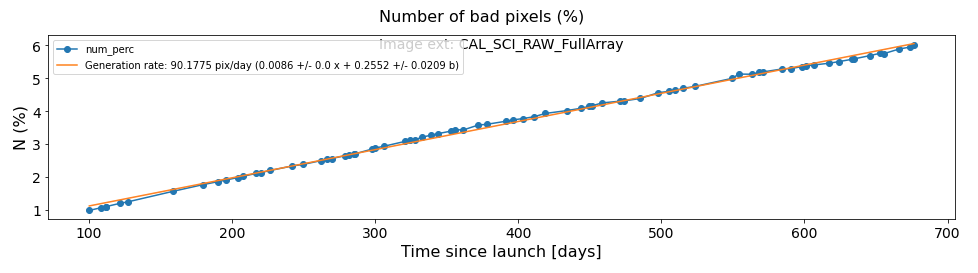 Number of bad pixels (%)
Image ext: CAL_SCI_RAW_FullArray
num_perc
Generation rate: 90.1775 pix/day (0.0086 +/- 0.0 x + 0.2552 +/- 0.0209 b)
N (%)
6
5
4
3
2
1
100 200 300 400 500 600 700
Time since launch [days]